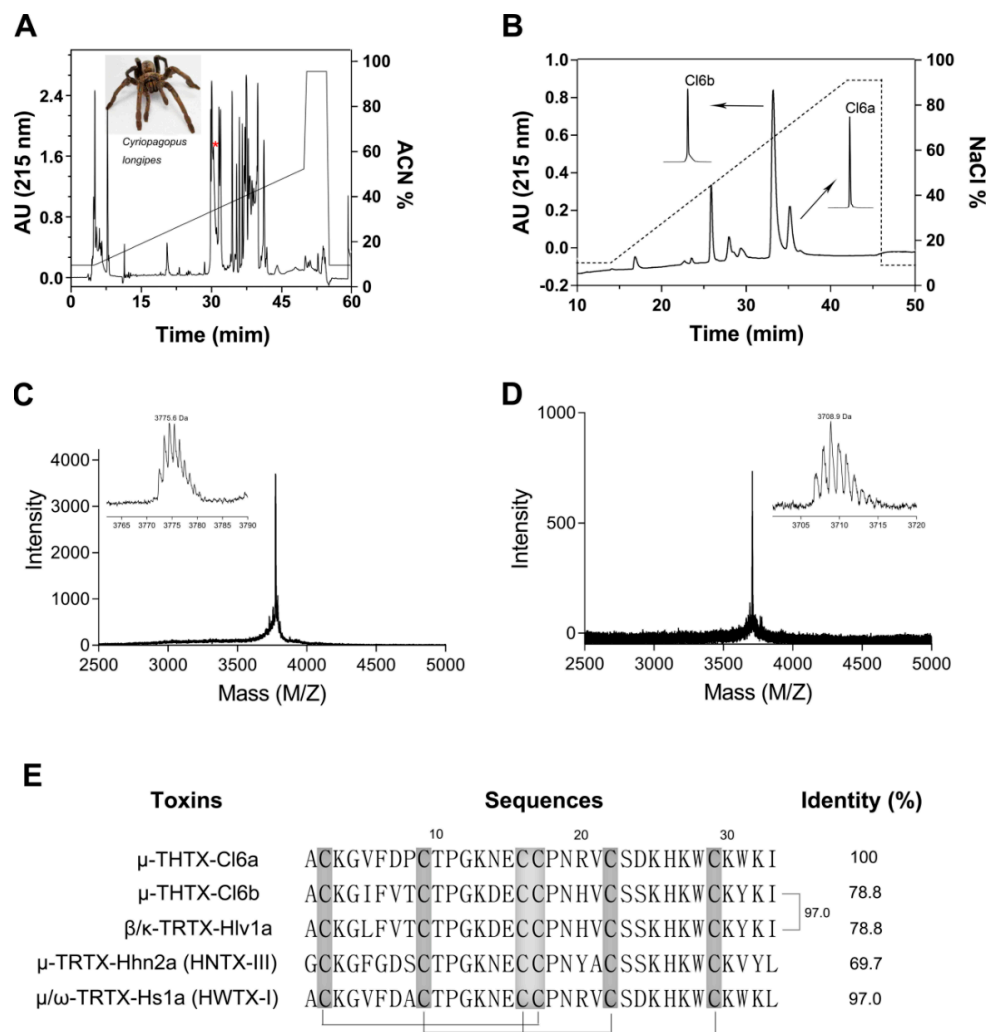 A
AU (215 nm)
2.4
1.6
0.8
0.0
Cyriopagopus
longipes
*
100
80
60
40
20
0
ACN %
0 15 30 45 60
Time (mim)
B
AU (215 nm)
1.0
0.8
0.6
0.4
0.2
0.0
-0.2
Cl6b
Cl6a
100
80
60
40
20
0
NaCl %
10 20 30 40 50
Time (mim)
C
Intensity
4000
3000
2000
1000
0
3775.6 Da
3765 3770 3775 3780 3785 3790
2500 3000 3500 4000 4500 5000
Mass (M/Z)
D
Intensity
1000
500
0
3708.9 Da
3705 3710 3715 3720
2500 3000 3500 4000 4500 5000
Mass (M/Z)
E
Toxins Sequences Identity (%)
10 20 30
μ-THTX-Cl6a ACKGVFDPCTPGKNECCPNRVCSDKHKWCKWKI 100
μ-THTX-Cl6b ACKGIFVTCTPGKDECCPNHVCSSKHKWCKYKI 78.8
97.0
β/κ-TRTX-Hlv1a ACKGLFVTCTPGKDECCPNHVCSSKHKWCKYKI 78.8
μ-TRTX-Hhn2a (HNTX-III) GCKGFGDSCTPGKNECCPNYACSSKHKWCKVYL 69.7
μ/ω-TRTX-Hs1a (HWTX-I) ACKGVFDACTPGKNECCPNRVCSDKHKWCKWKL 97.0